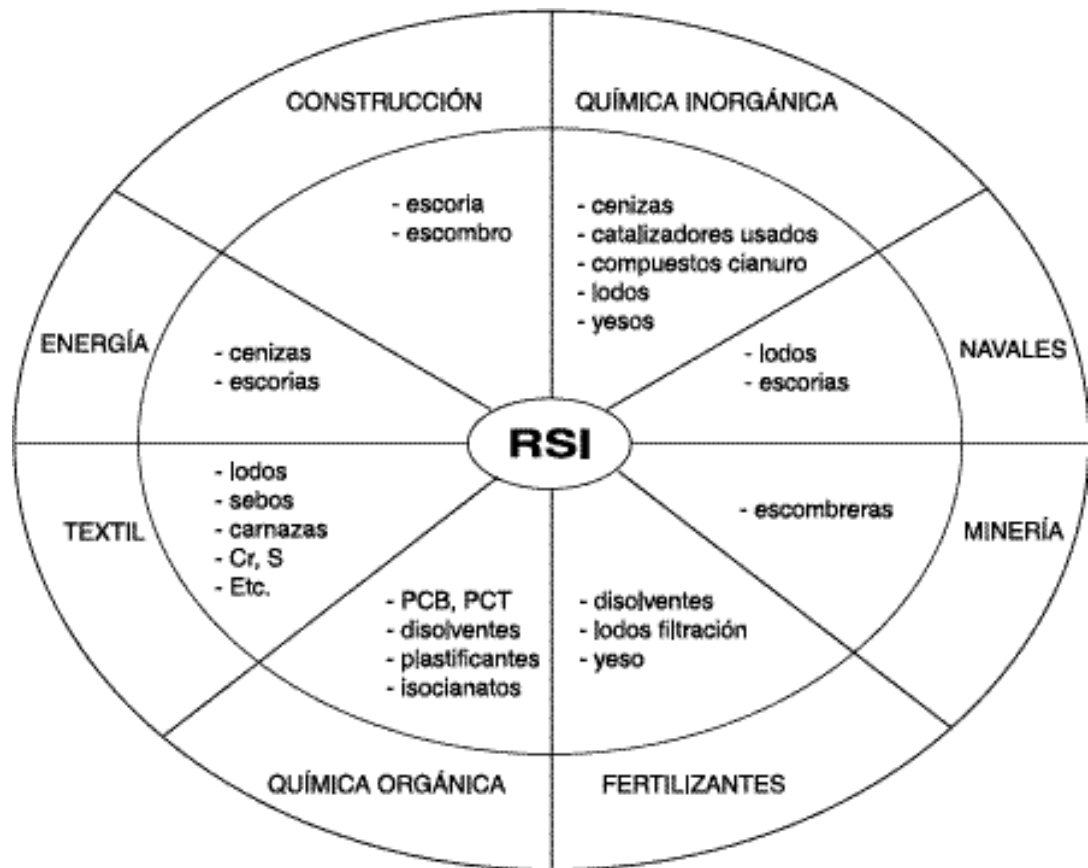 CONSTRUCCIÓN
- escoria
- escombro
QUÍMICA INORGÁNICA
- cenizas
- catalizadores usados
- compuestos cianuro
- lodos
- yesos
NAVALES
- lodos
- escorias
MINERÍA
- escombreras
FERTILIZANTES
- disolventes
- lodos filtración
- yeso
QUÍMICA ORGÁNICA
- PCB, PCT
- disolventes
- plastificantes
- isocianatos
TEXTIL
- lodos
- sebos
- carnazas
- Cr, S
- Etc.
ENERGÍA
- cenizas
- escorias
RSI